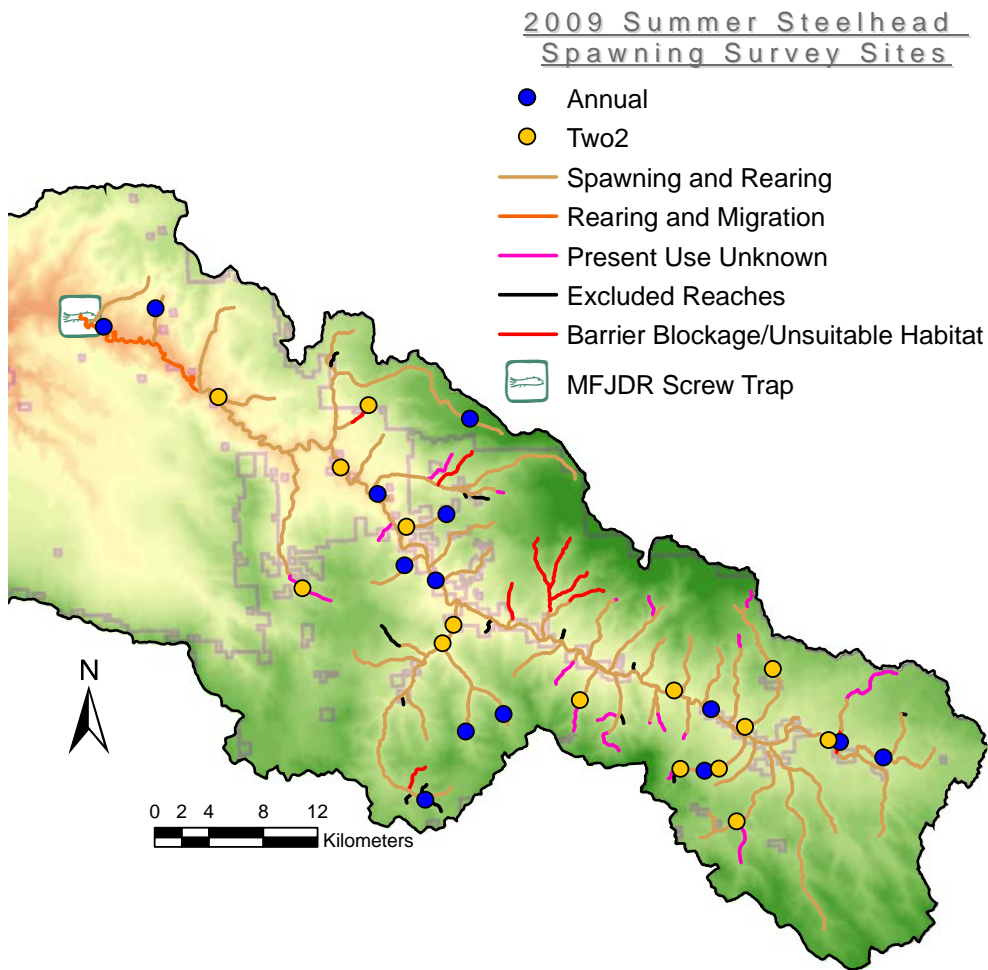 2009 Summer Steelhead
Spawning Survey Sites
Annual
Two2
Spawning and Rearing
Rearing and Migration
Present Use Unknown
Excluded Reaches
Barrier Blockage/Unsuitable Habitat
MFJDR Screw Trap
N
0 2 4 8 12
Kilometers